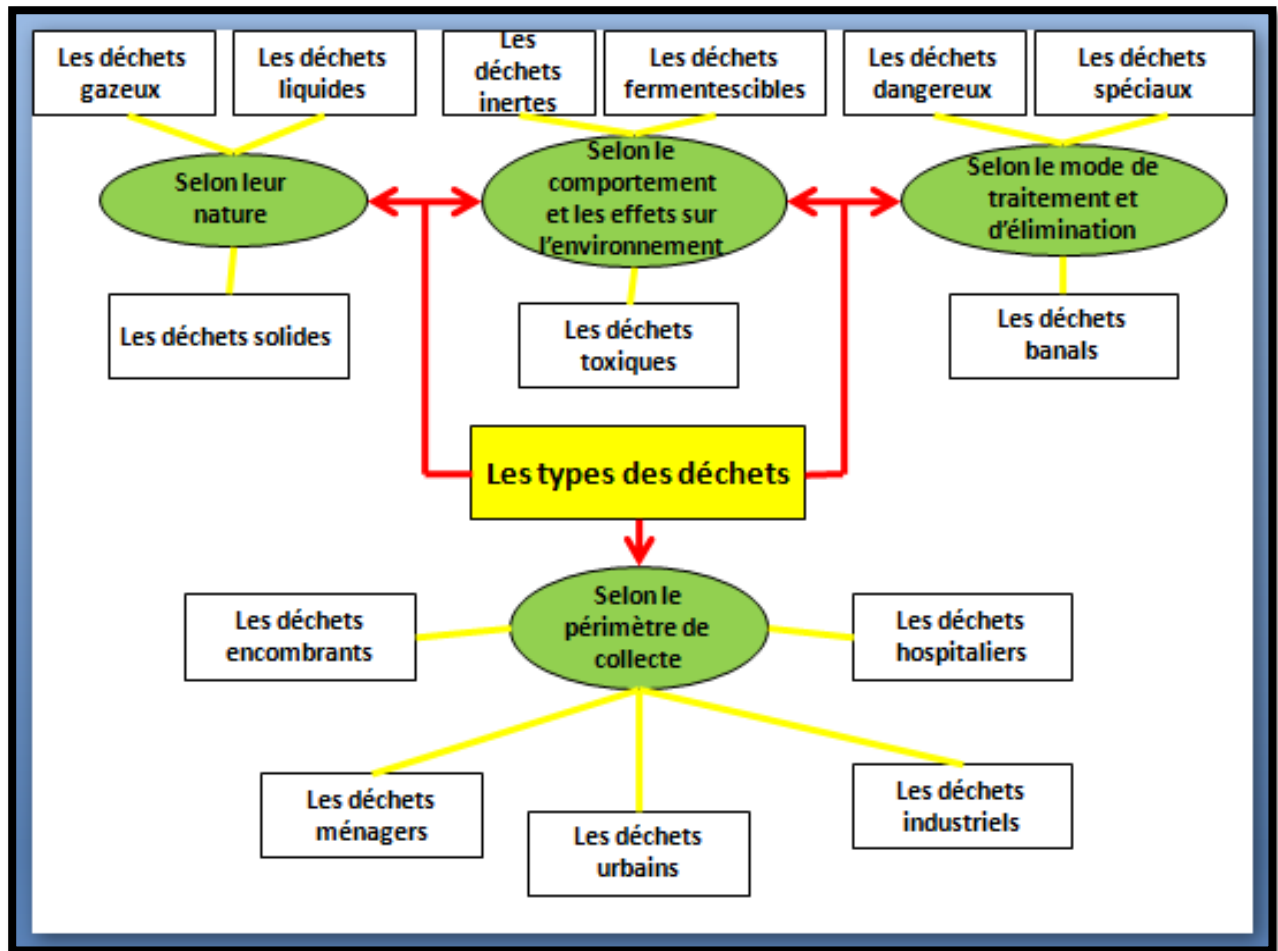 Les déchets
gazeux
Les déchets
liquides
Les
déchets
inertes
Les déchets
fermentescibles
Les déchets
dangereux
Les déchets
spéciaux
Selon leur
nature
Selon le
comportement
et les effets sur
l'environnement
Selon le mode de
traitement et
d'élimination
Les déchets solides
Les déchets
toxiques
Les déchets
banals
Les types des déchets
Selon le
périmètre de
collecte
Les déchets
encombrants
Les déchets
hospitaliers
Les déchets
ménagers
Les déchets
urbains
Les déchets
industriels